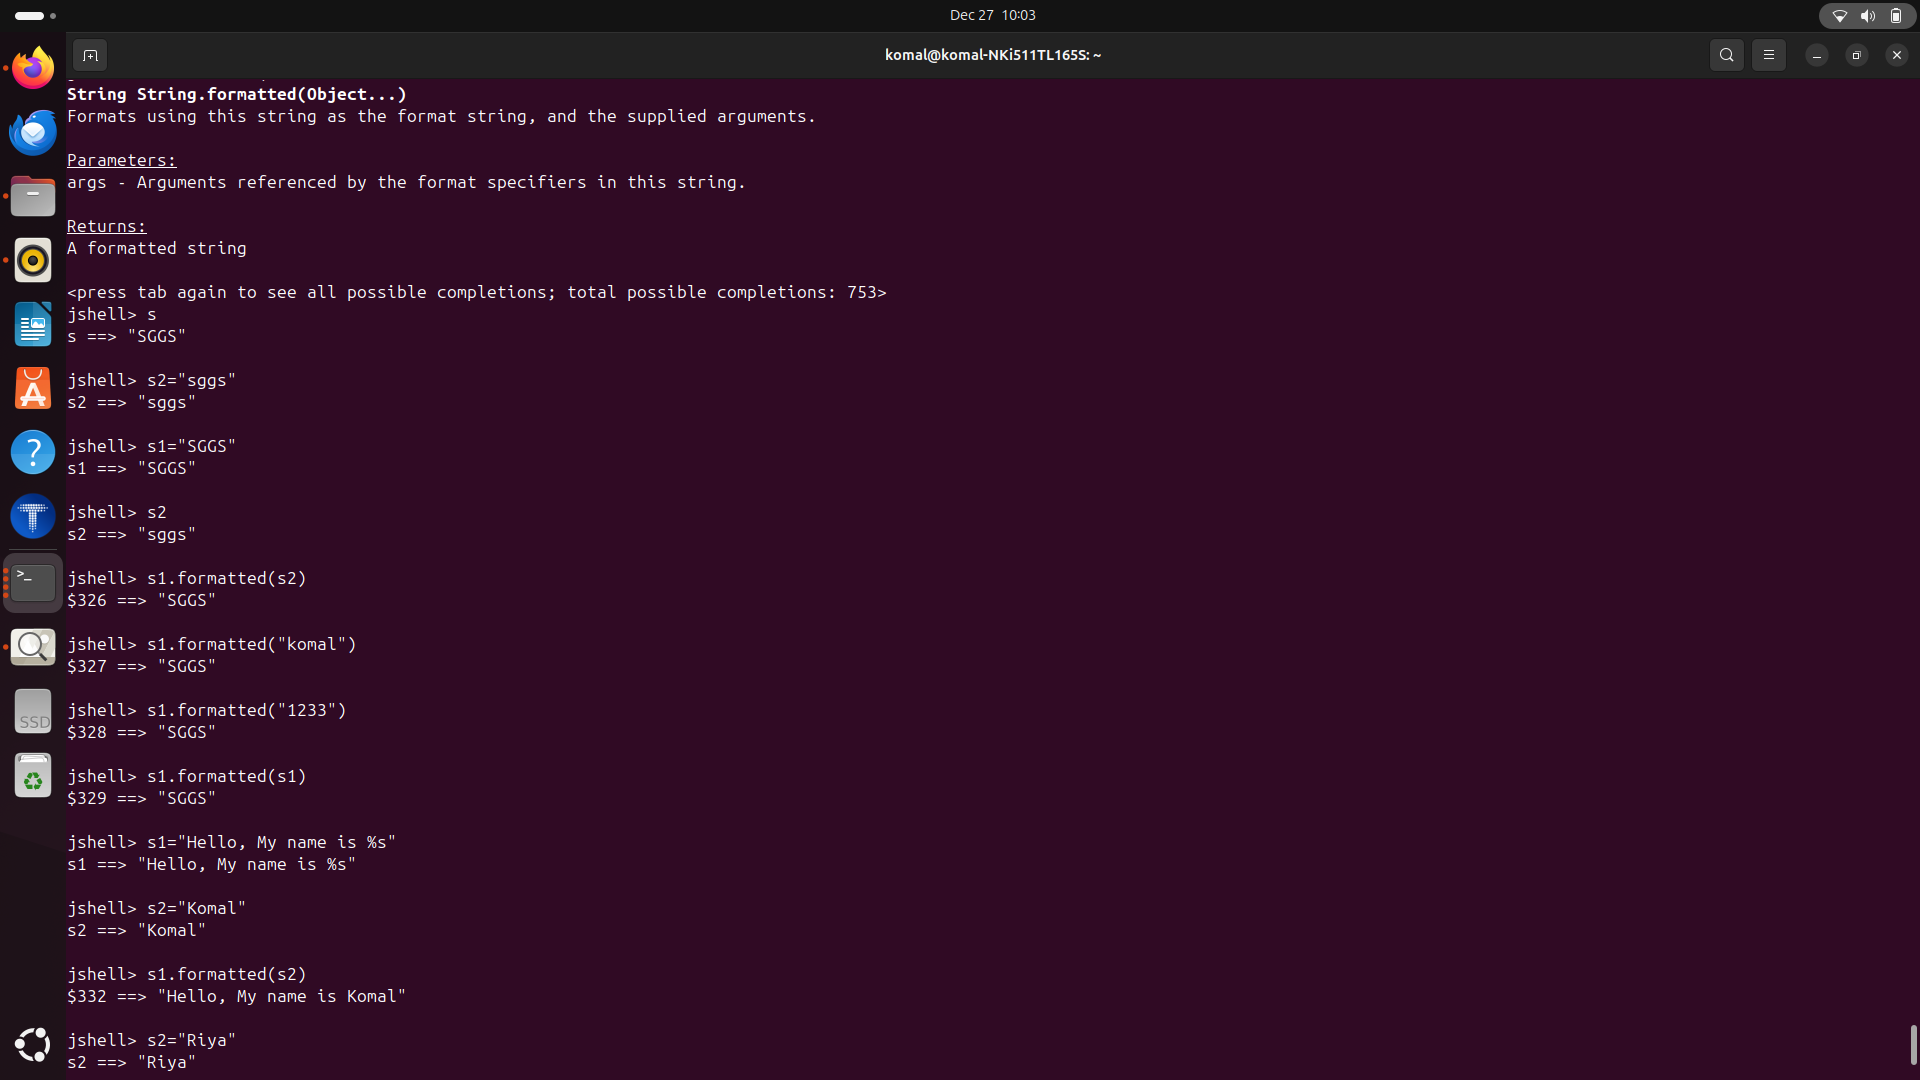 Dec 27 10:03
komal@komal-NKi511TL165S: ~
String String.formatted(Object...)
Formats using this string as the format string, and the supplied arguments.
Parameters:
args - Arguments referenced by the format specifiers in this string.
Returns:
A formatted string
<press tab again to see all possible completions; total possible completions: 753>
jshell> s
s ==> "SGGS"
jshell> s2="sggs"
s2 ==> "sggs"
jshell> s1="SGGS"
s1 ==> "SGGS"
jshell> s2
s2 ==> "sggs"
jshell> s1.formatted(s2)
$326 ==> "SGGS"
jshell> s1.formatted("komal")
$327 ==> "SGGS"
jshell> s1.formatted("1233")
$328 ==> "SGGS"
jshell> s1.formatted(s1)
$329 ==> "SGGS"
jshell> s1="Hello, My name is %s"
s1 ==> "Hello, My name is %s"
jshell> s2="Komal"
s2 ==> "Komal"
jshell> s1.formatted(s2)
$332 ==> "Hello, My name is Komal"
jshell> s2="Riya"
s2 ==> "Riya"
SSD